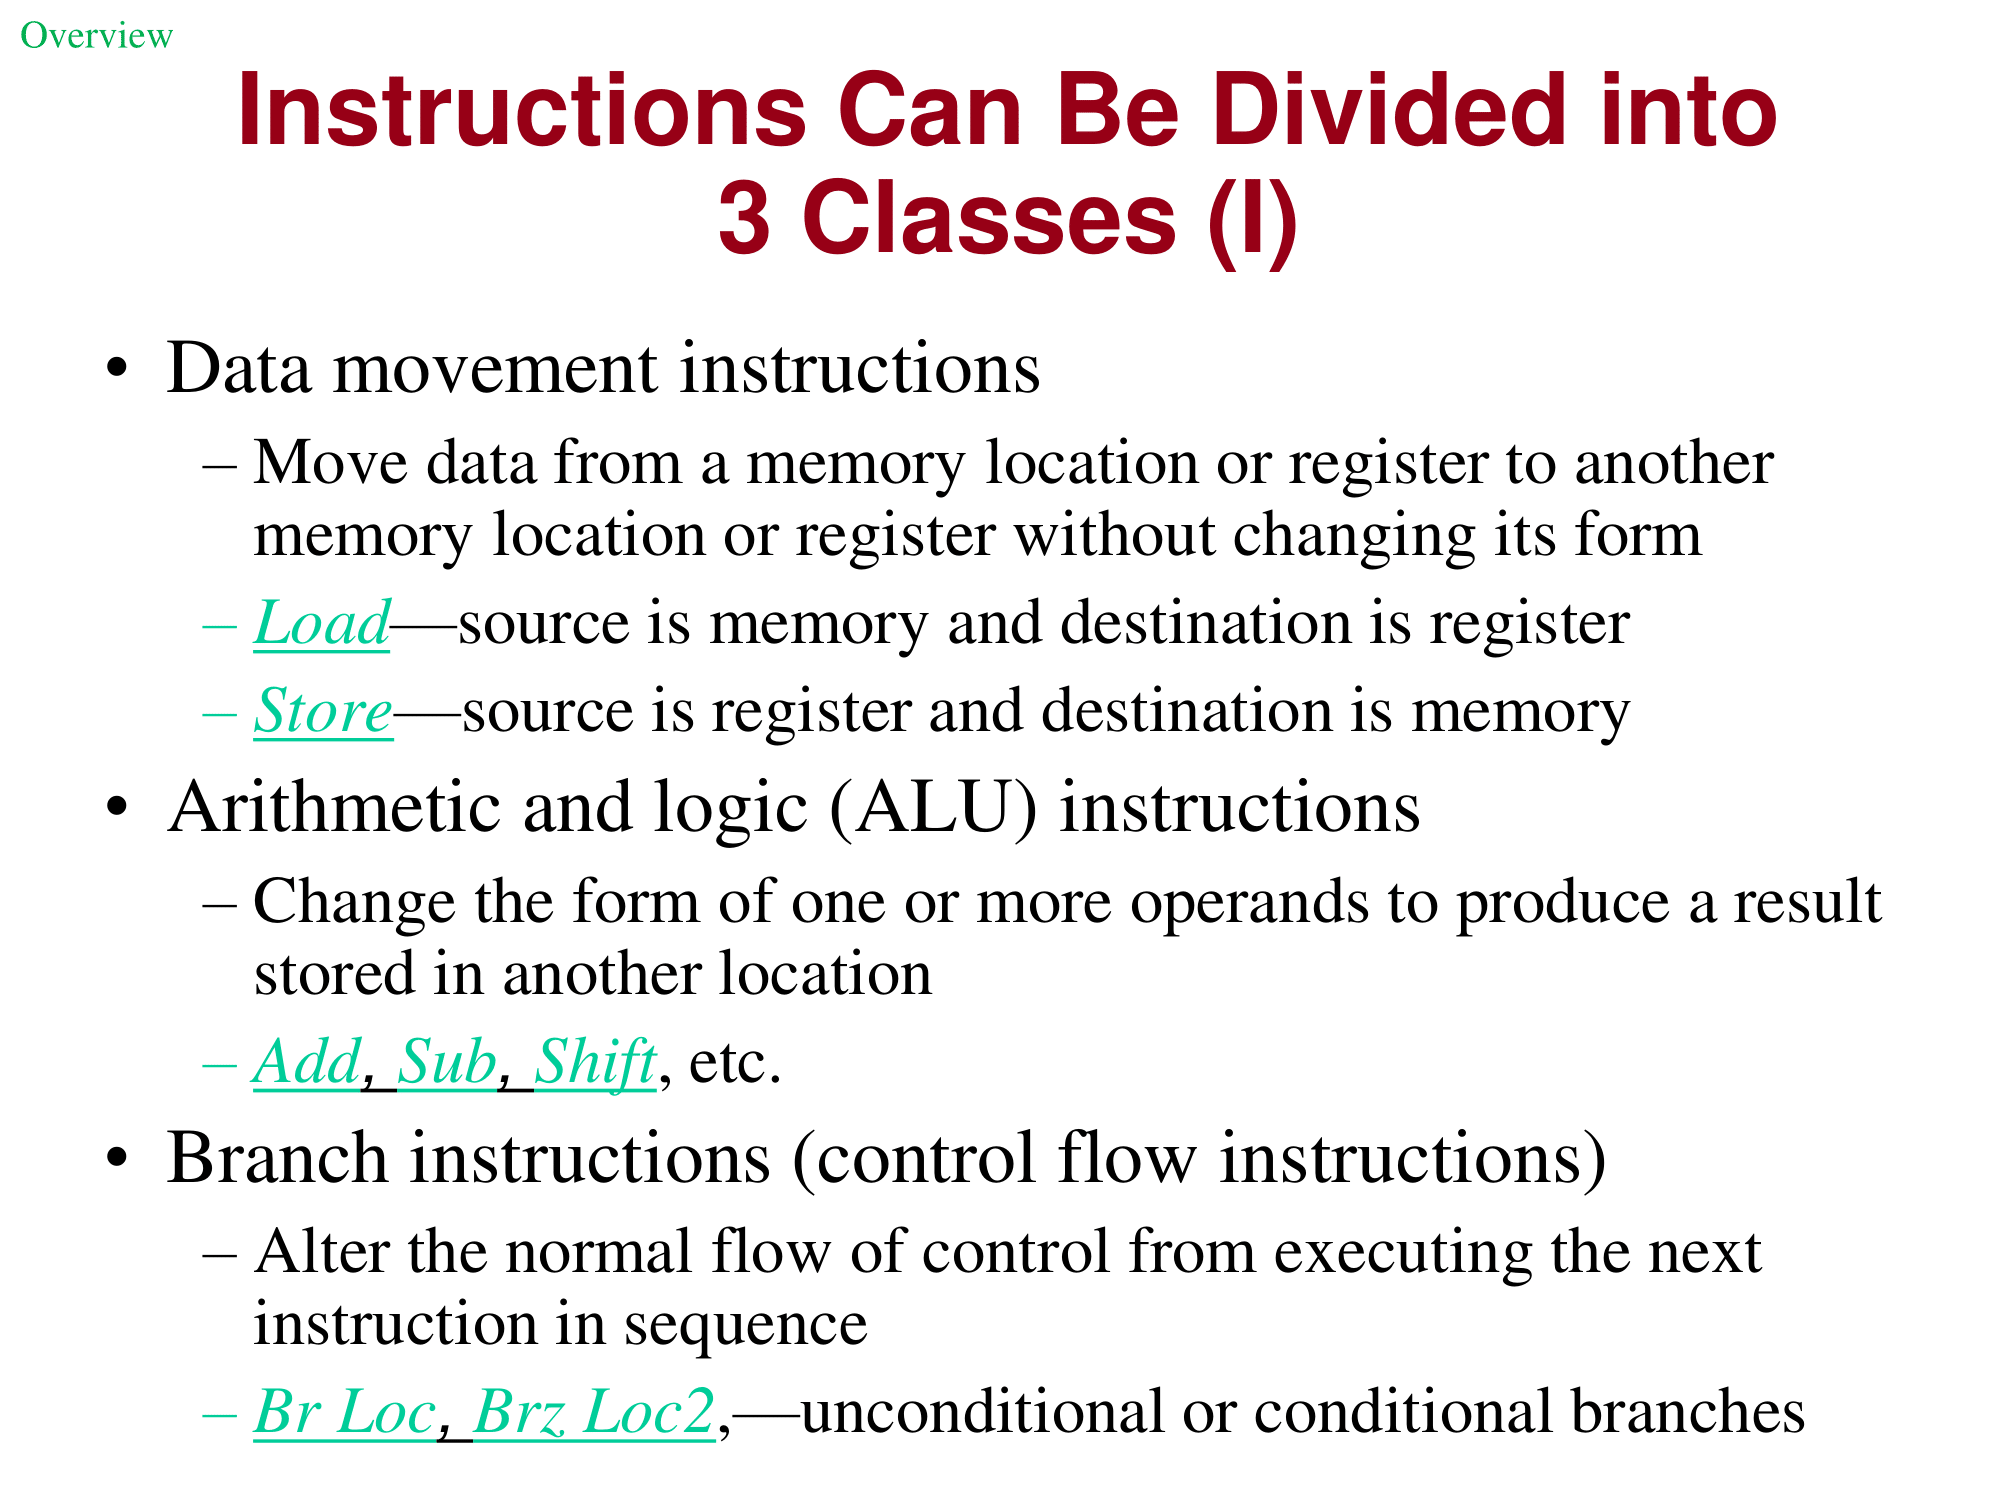 Overview
Instructions Can Be Divided into
3 Classes (I)
• Data movement instructions
– Move data from a memory location or register to another
memory location or register without changing its form
– Load—source is memory and destination is register
– Store—source is register and destination is memory
• Arithmetic and logic (ALU) instructions
– Change the form of one or more operands to produce a result
stored in another location
– Add, Sub, Shift, etc.
• Branch instructions (control flow instructions)
– Alter the normal flow of control from executing the next
instruction in sequence
– Br Loc, Brz Loc2,—unconditional or conditional branches